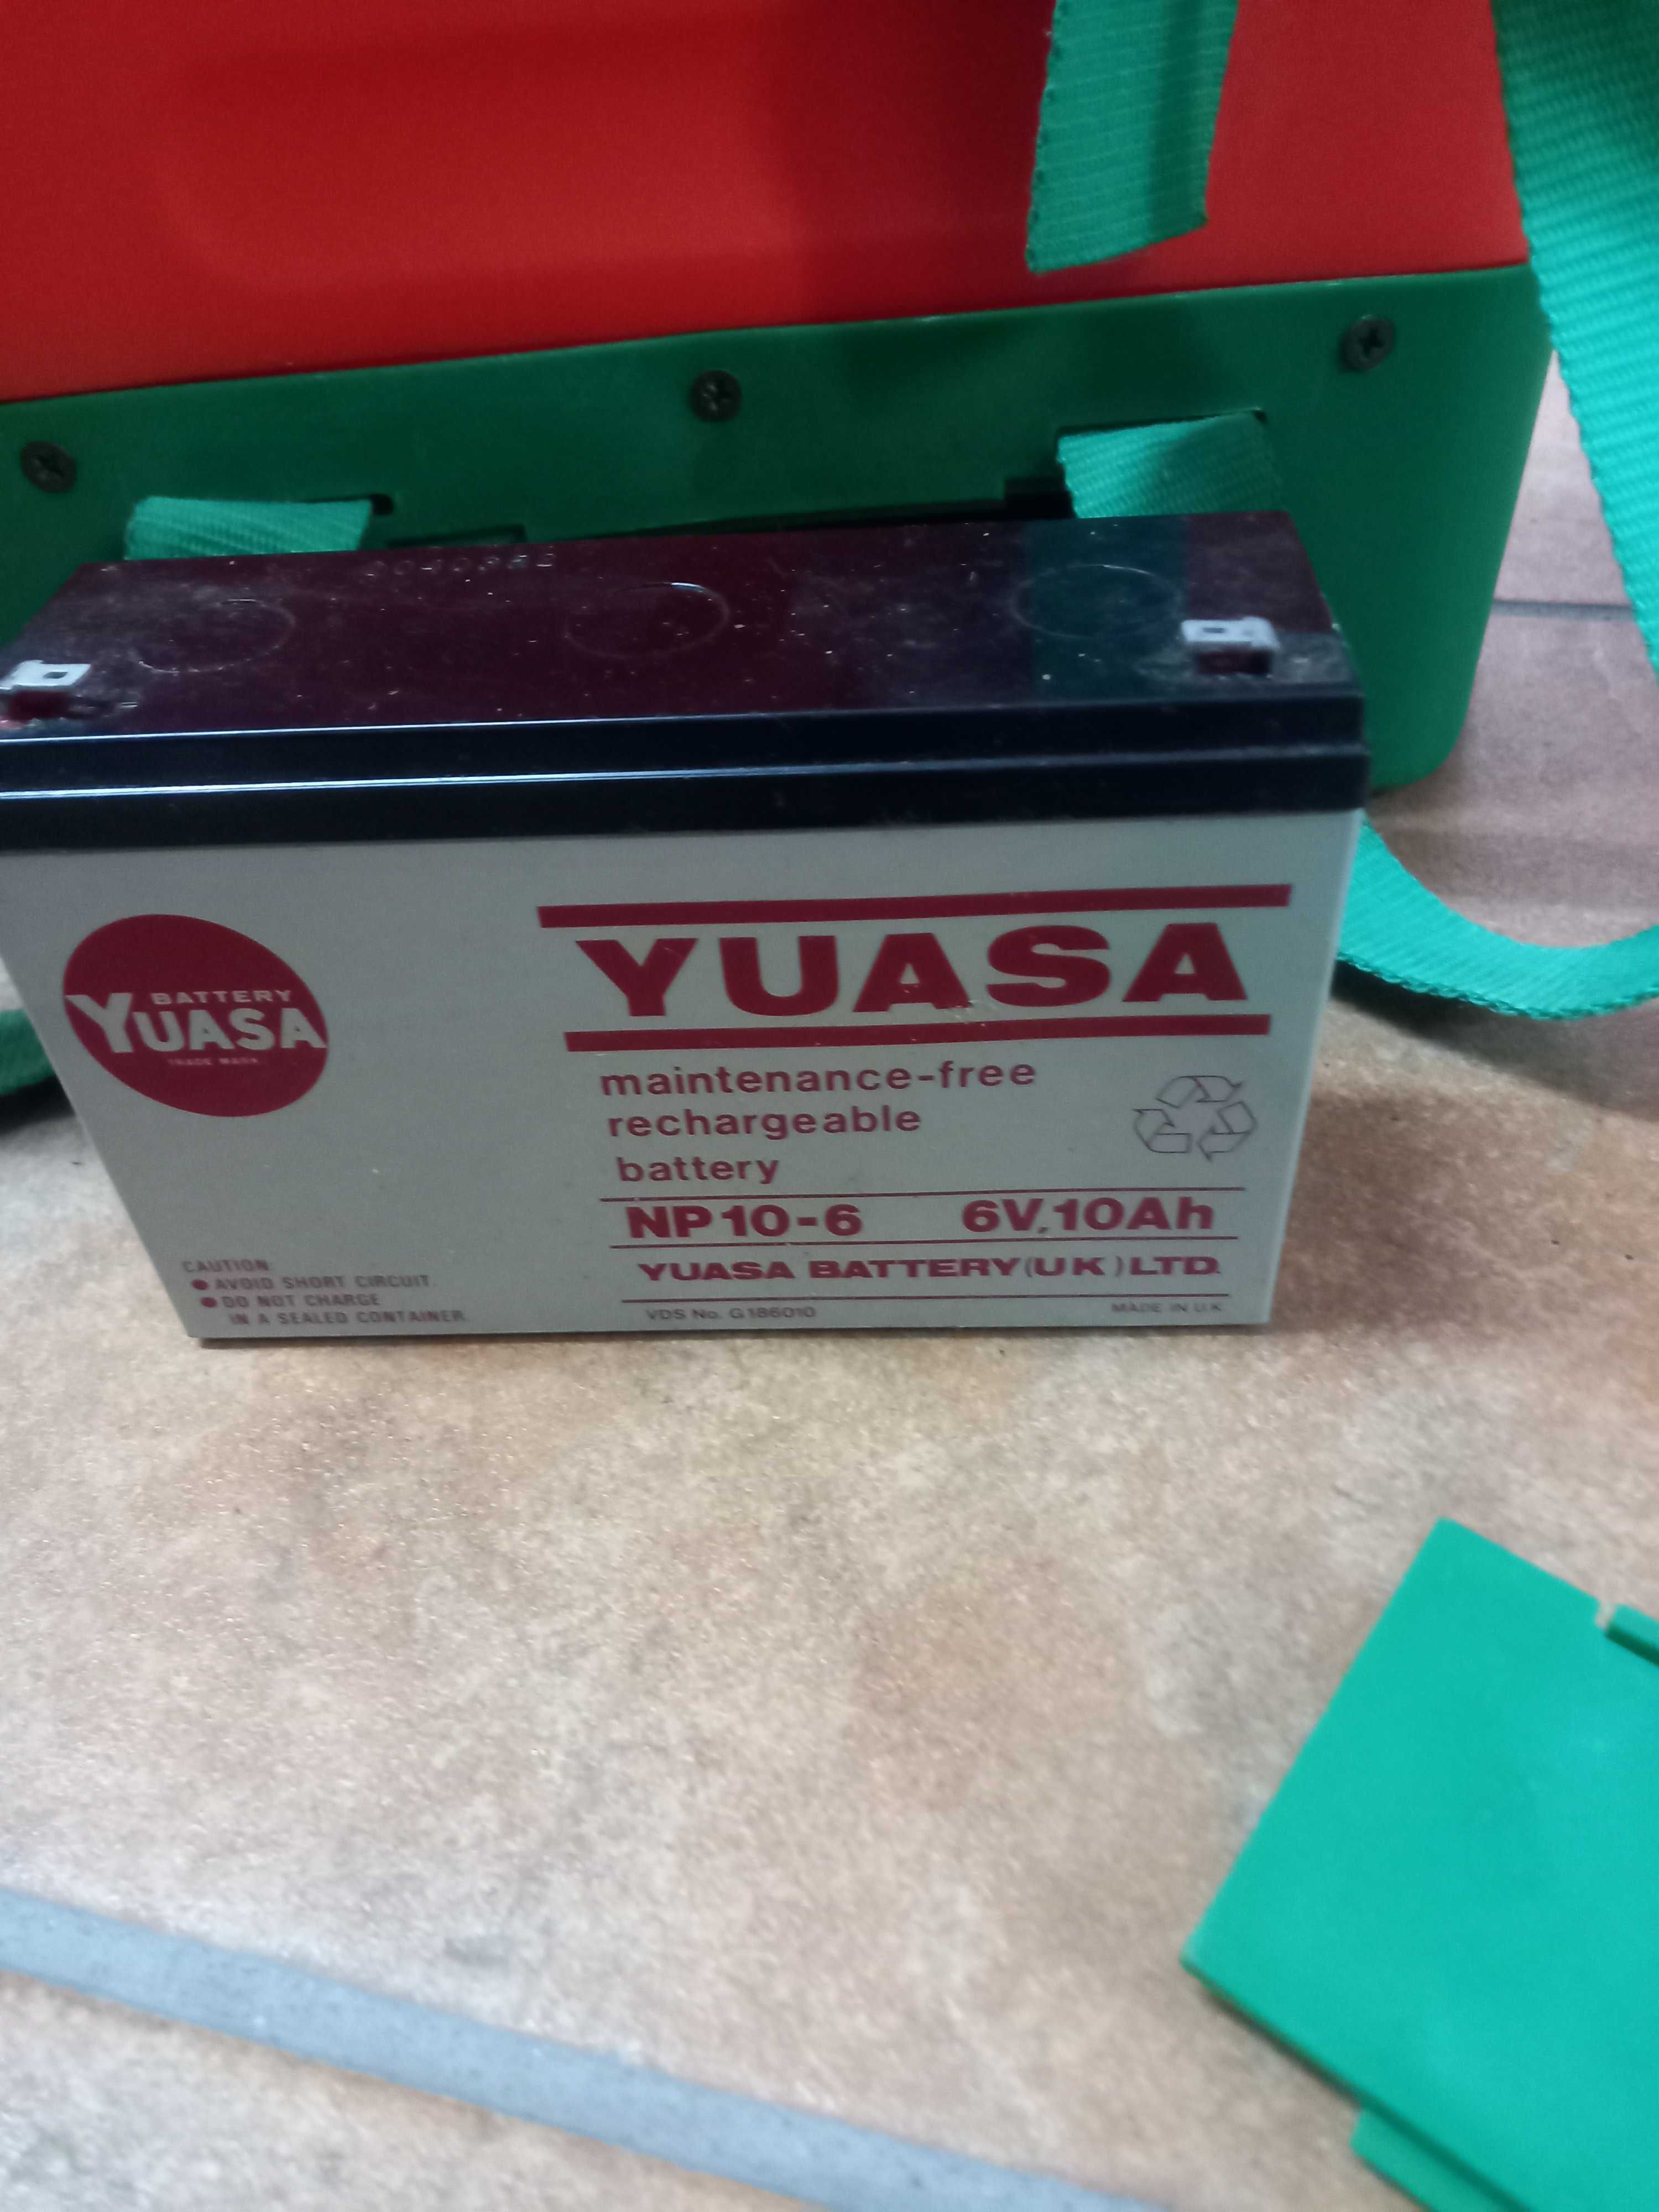 BATTERY
YUASA
TRADE MARK
YUASA
maintenance-free
rechargeable
battery
NP10-6 6V,10Ah
YUASA BATTERY(UK)LTD.
VDS No. G186010 MADE IN U.K.
CAUTION:
● AVOID SHORT CIRCUIT.
● DO NOT CHARGE
IN A SEALED CONTAINER.